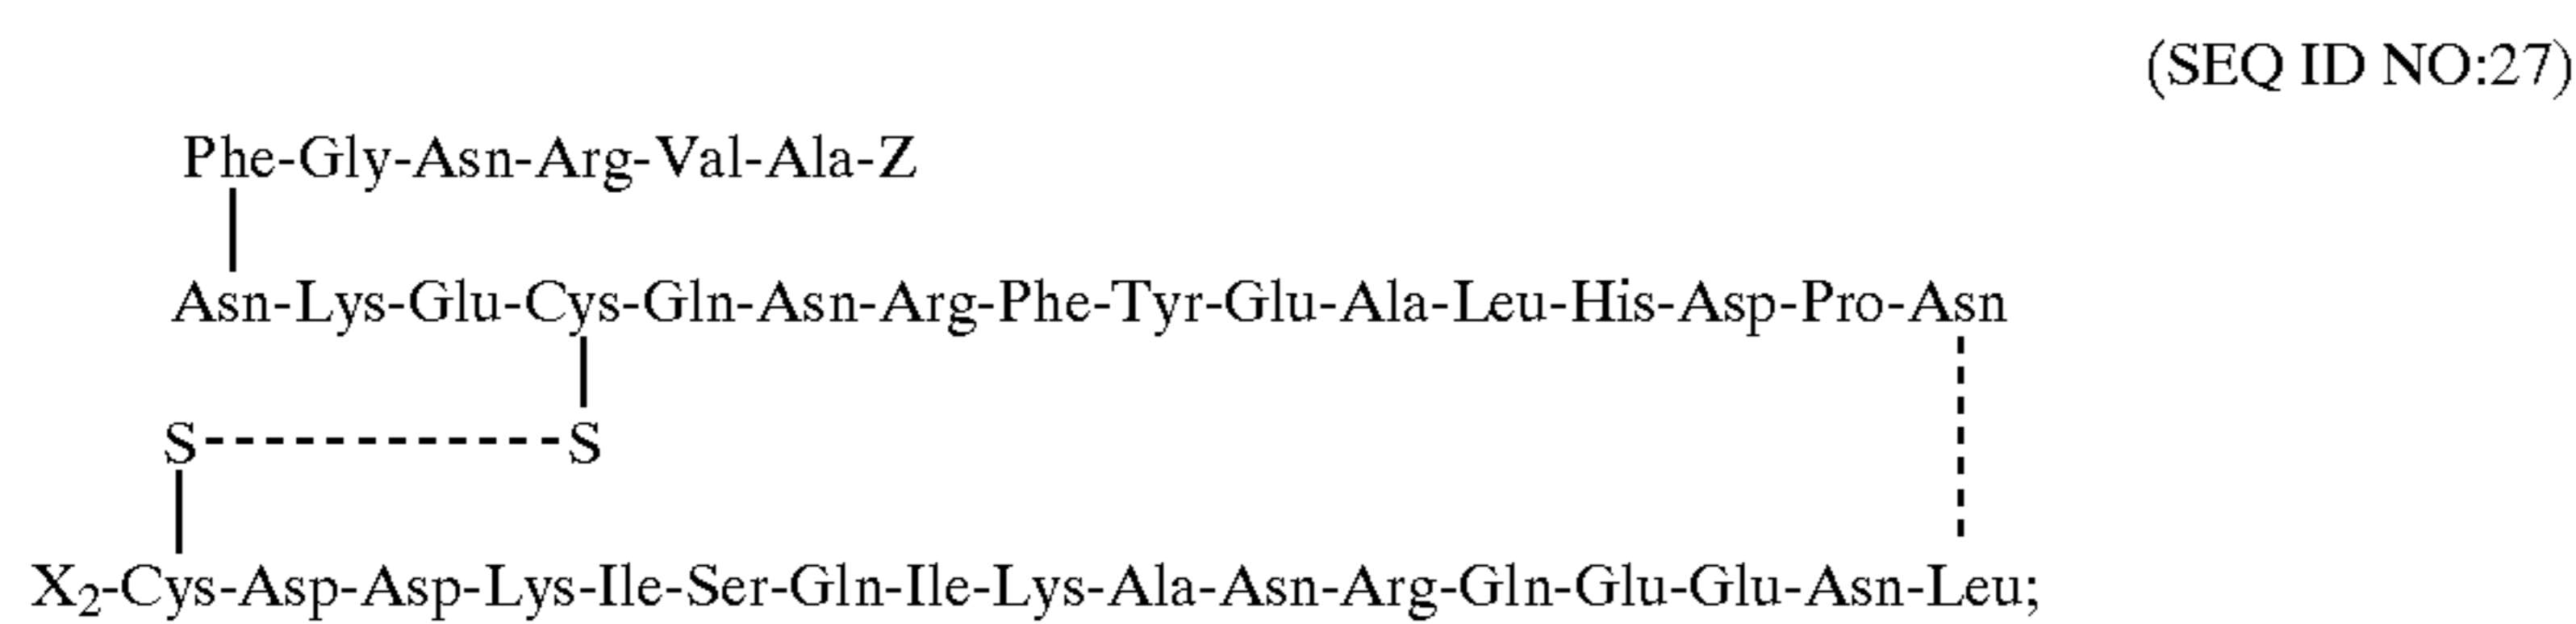 (SEQ ID NO:27)
Phe-Gly-Asn-Arg-Val-Ala-Z
Asn-Lys-Glu-Cys-Gln-Asn-Arg-Phe-Tyr-Glu-Ala-Leu-His-Asp-Pro-Asn
S S
X₂-Cys-Asp-Asp-Lys-Ile-Ser-Gln-Ile-Lys-Ala-Asn-Arg-Gln-Glu-Glu-Asn-Leu;